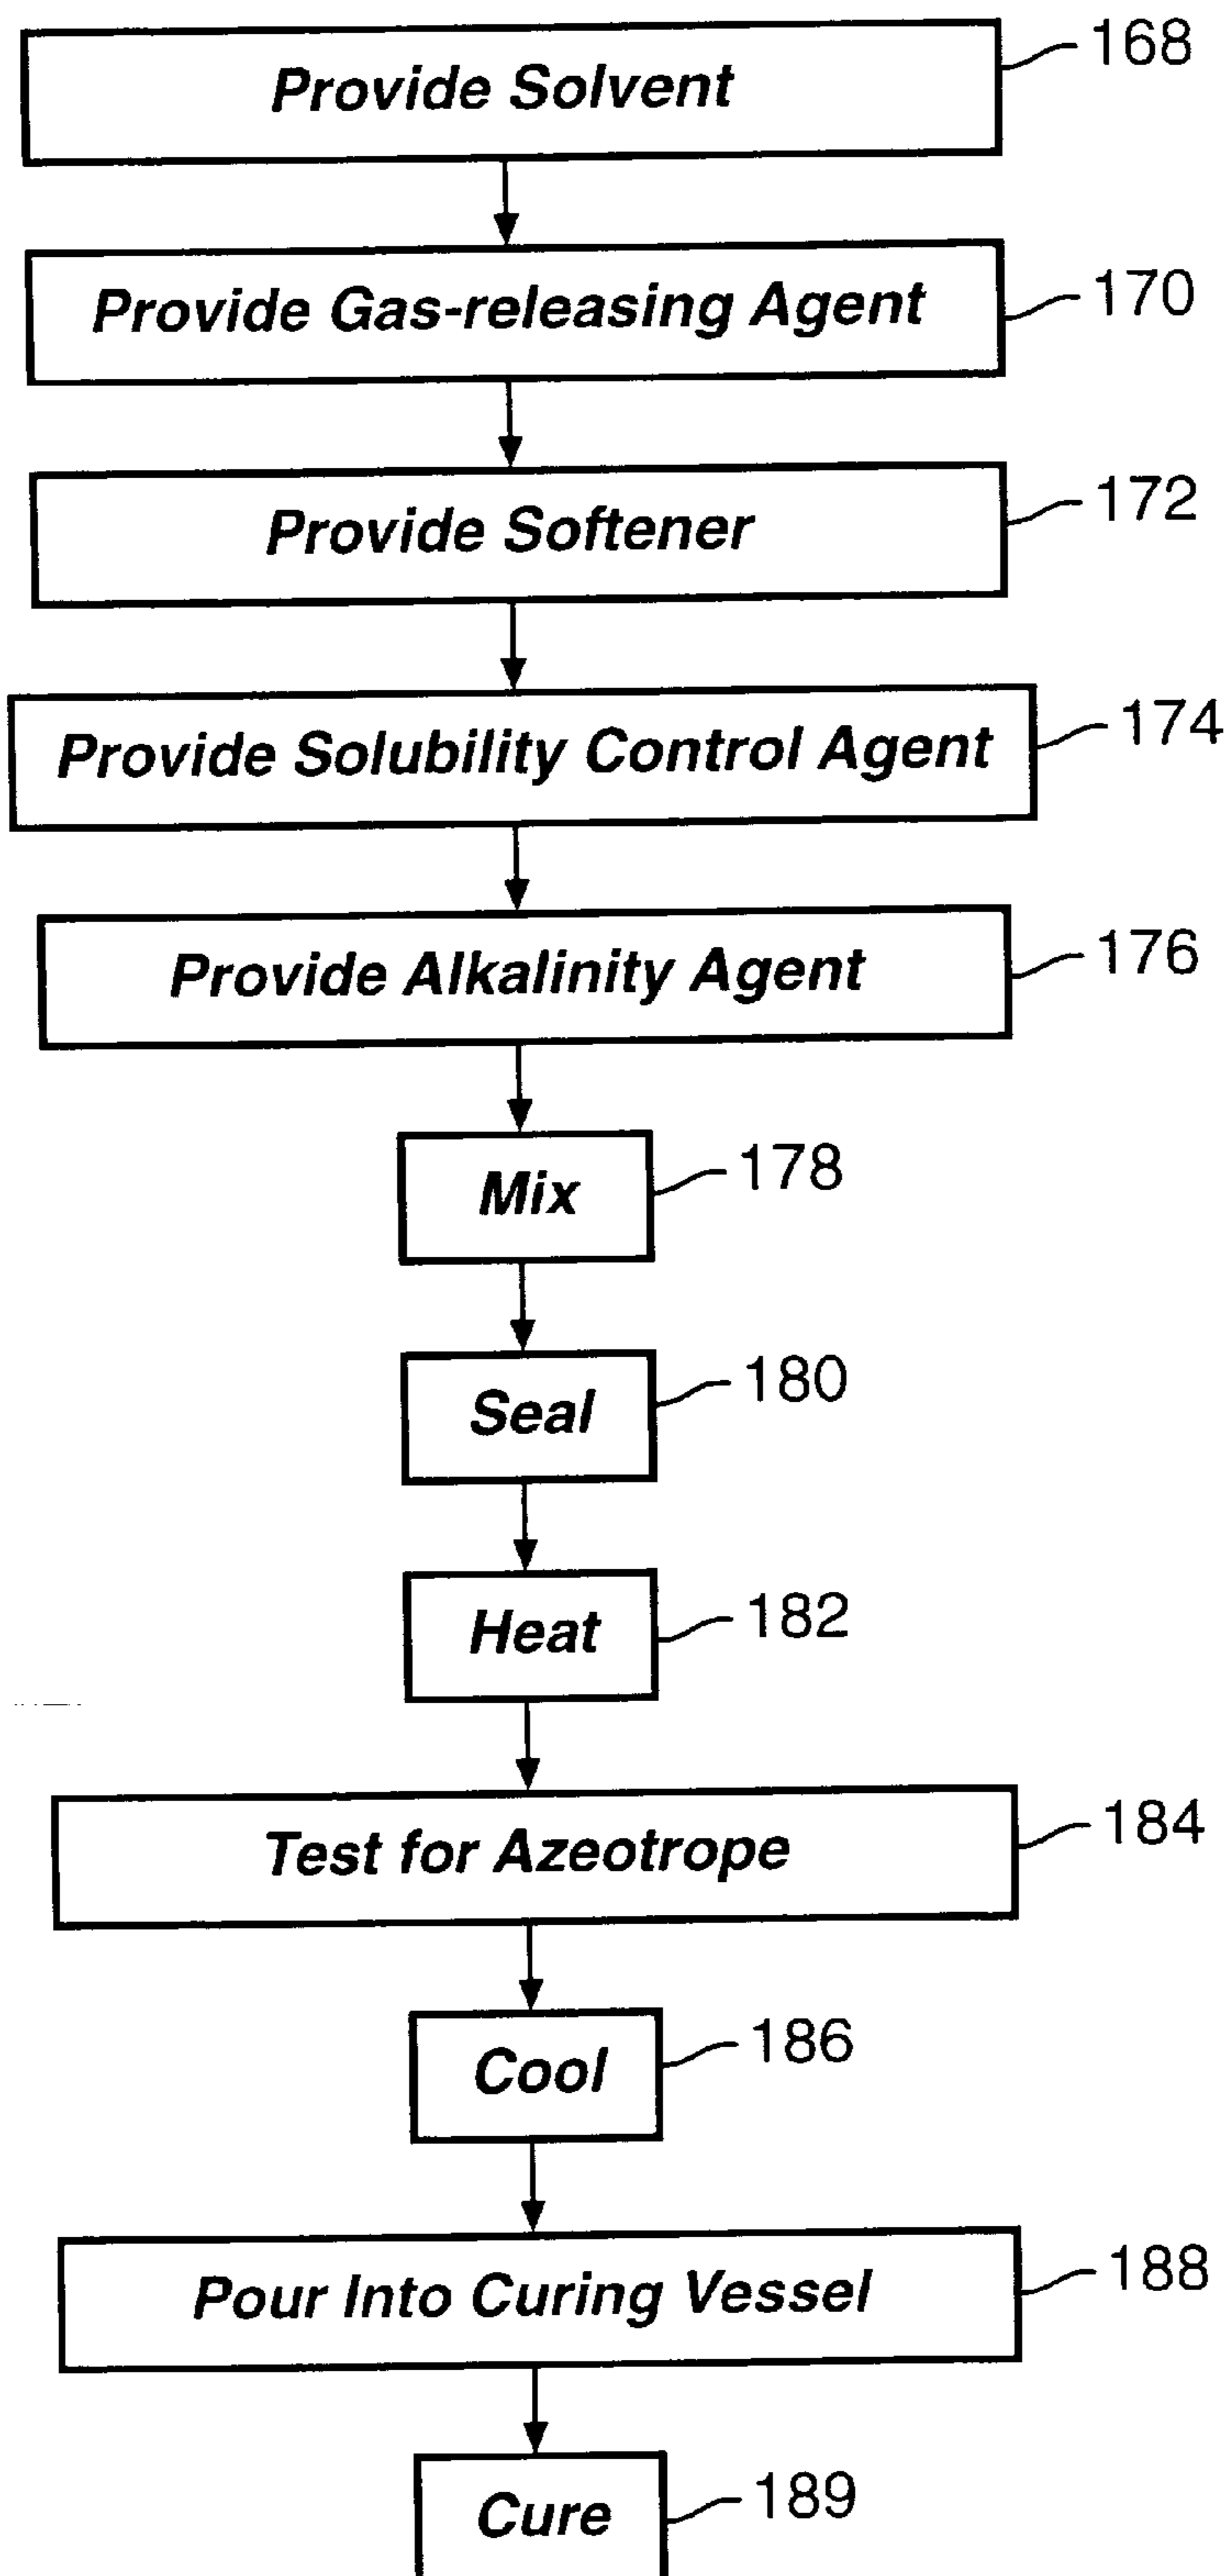 Provide Solvent 168
Provide Gas-releasing Agent 170
Provide Softener 172
Provide Solubility Control Agent 174
Provide Alkalinity Agent 176
Mix 178
Seal 180
Heat 182
Test for Azeotrope 184
Cool 186
Pour Into Curing Vessel 188
Cure 189